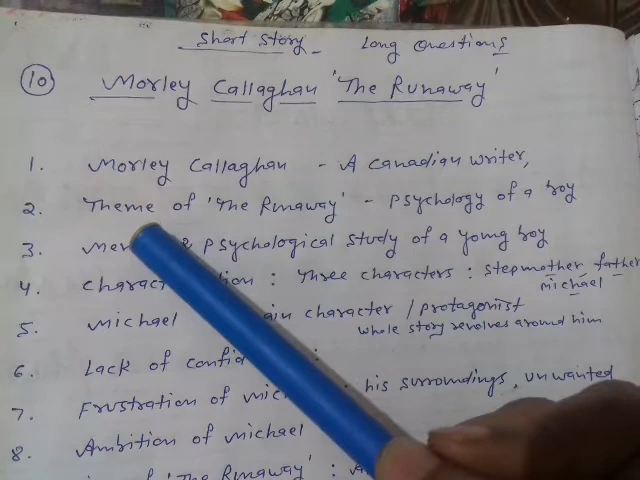 Short Story - Long Questions
10 Morley Callaghan 'The Runaway'
1. Morley Callaghan - A Canadian writer,
2. Theme of 'The Runaway' - Psychology of a boy
3. psychological study of a young boy
4. : Three characters : stepmother, father
michael
5. michael character / protagonist
whole story revolves around him
6. Lack of :
7. Frustration of : his surroundings, unwanted
8. Ambition of michael
'The Runaway' :